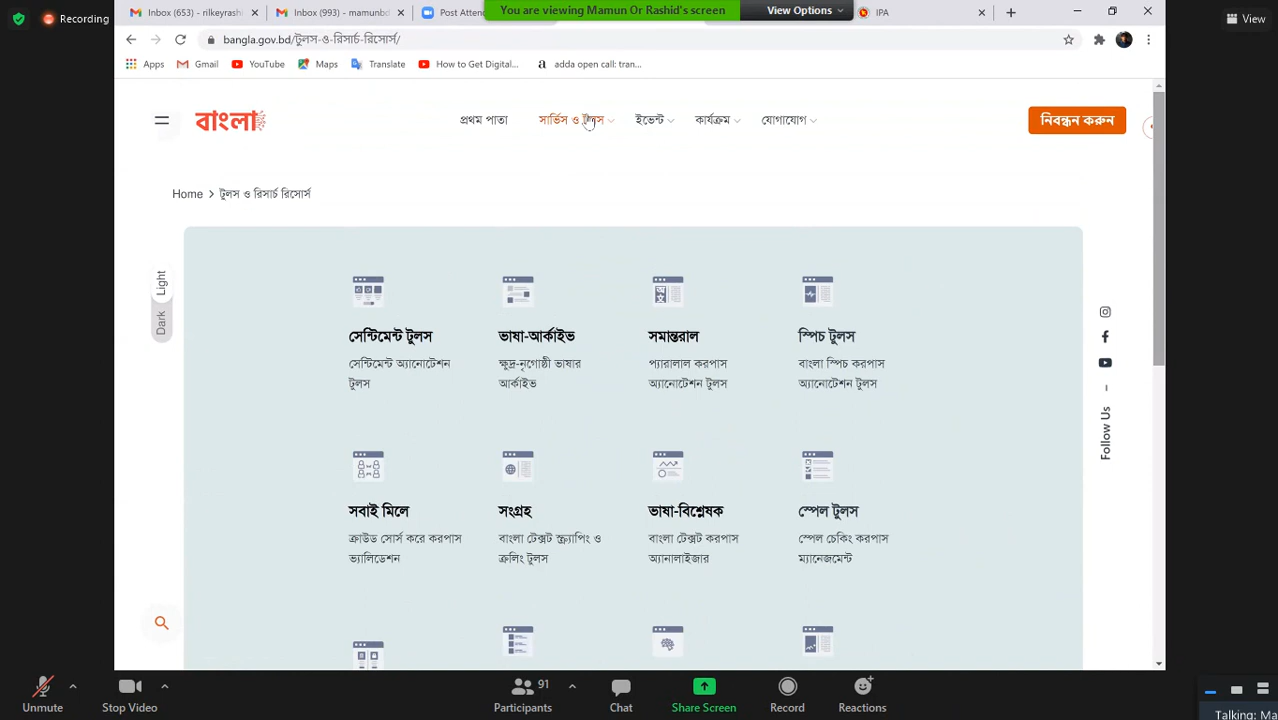 Recording
Inbox (653) - rilkeyrash
Inbox (993) - mamunbd
Post Attend
You are viewing Mamun Or Rashid's screen
View Options
IPA
View
bangla.gov.bd/টুলস-ও-রিসার্চ-রিসোর্স/
Apps
Gmail
YouTube
Maps
Translate
How to Get Digital...
adda open call: tran...
বাংলা
প্রথম পাতা
সার্ভিস ও টুলস
ইভেন্ট
কার্যক্রম
যোগাযোগ
নিবন্ধন করুন
Home > টুলস ও রিসার্চ রিসোর্স
Light
Dark
সেন্টিমেন্ট টুলস
সেন্টিমেন্ট অ্যানোটেশন
টুলস
ভাষা-আর্কাইভ
ক্ষুদ্র-নৃগোষ্ঠী ভাষার
আর্কাইভ
সমান্তরাল
প্যারালাল করপাস
অ্যানোটেশন টুলস
স্পিচ টুলস
বাংলা স্পিচ করপাস
অ্যানোটেশন টুলস
Follow Us
সবাই মিলে
ক্রাউড সোর্স করে করপাস
ভ্যালিডেশন
সংগ্রহ
বাংলা টেক্সট স্ক্র্যাপিং ও
ক্রলিং টুলস
ভাষা-বিশ্লেষক
বাংলা টেক্সট করপাস
অ্যানালাইজার
স্পেল টুলস
স্পেল চেকিং করপাস
ম্যানেজমেন্ট
Unmute
Stop Video
91
Participants
Chat
Share Screen
Record
Reactions
Talking: Ma